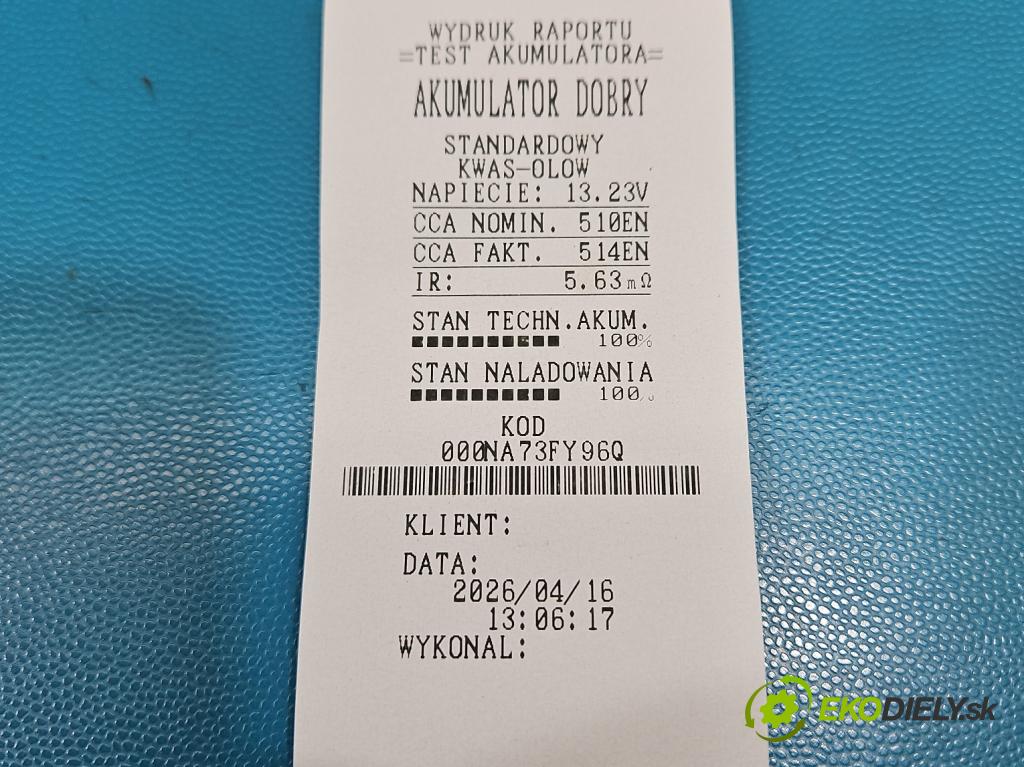 WYDRUK RAPORTU
=TEST AKUMULATORA=
AKUMULATOR DOBRY
STANDARDOWY
KWAS-OLOW
NAPIECIE: 13.23V
CCA NOMIN. 510EN
CCA FAKT. 514EN
IR: 5.63mΩ
STAN TECHN.AKUM.
100%
STAN NALADOWANIA
100%
KOD
000NA73FY96Q
KLIENT:
DATA:
2026/04/16
13:06:17
WYKONAL:
EKODIELY.sk